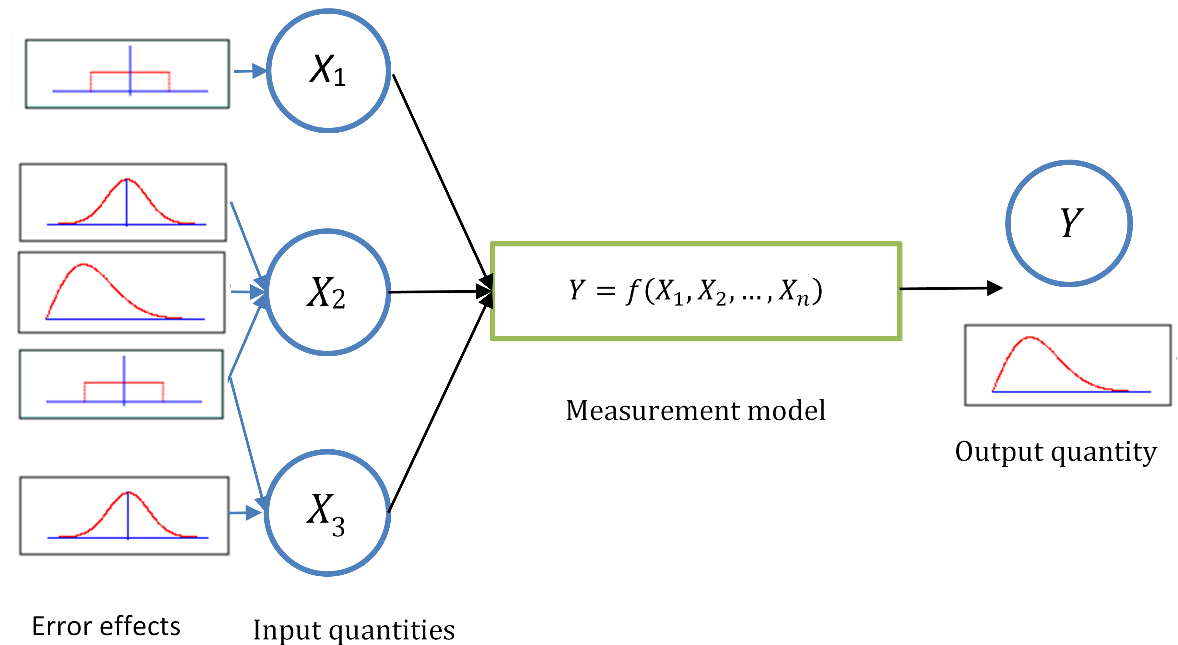 X₁
X₂
X₃
Y = f(X₁, X₂, … , Xₙ)
Y
Measurement model
Output quantity
Error effects
Input quantities